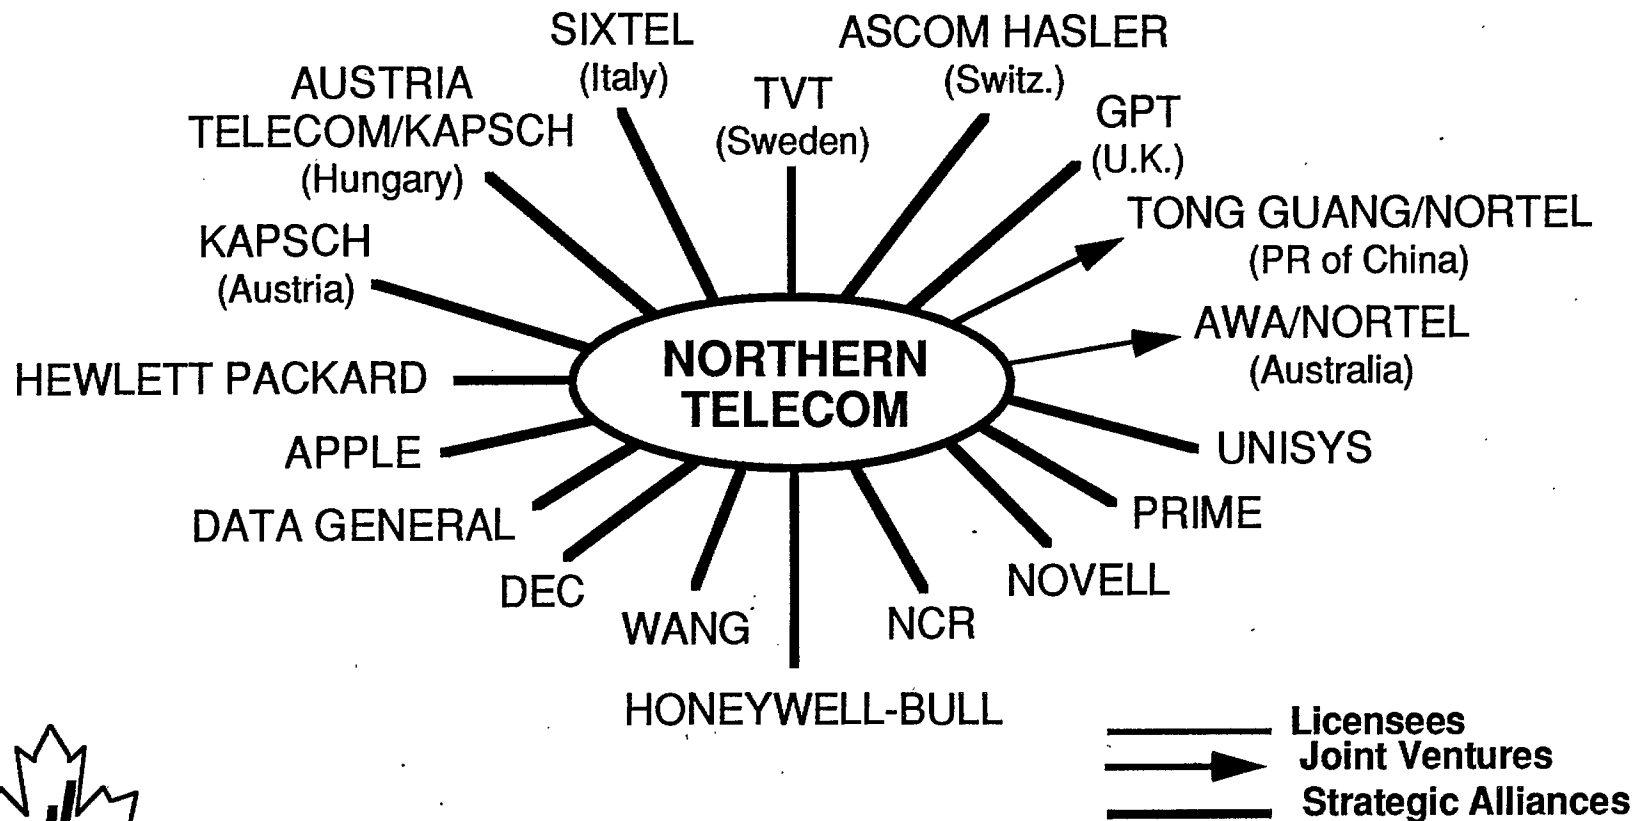 SIXTEL
(Italy)
ASCOM HASLER
(Switz.)
AUSTRIA
TELECOM/KAPSCH
(Hungary)
TVT
(Sweden)
GPT
(U.K.)
TONG GUANG/NORTEL
(PR of China)
KAPSCH
(Austria)
AWA/NORTEL
(Australia)
NORTHERN
TELECOM
HEWLETT PACKARD
APPLE
UNISYS
DATA GENERAL
PRIME
DEC
NOVELL
WANG
NCR
HONEYWELL-BULL
Licensees
Joint Ventures
Strategic Alliances